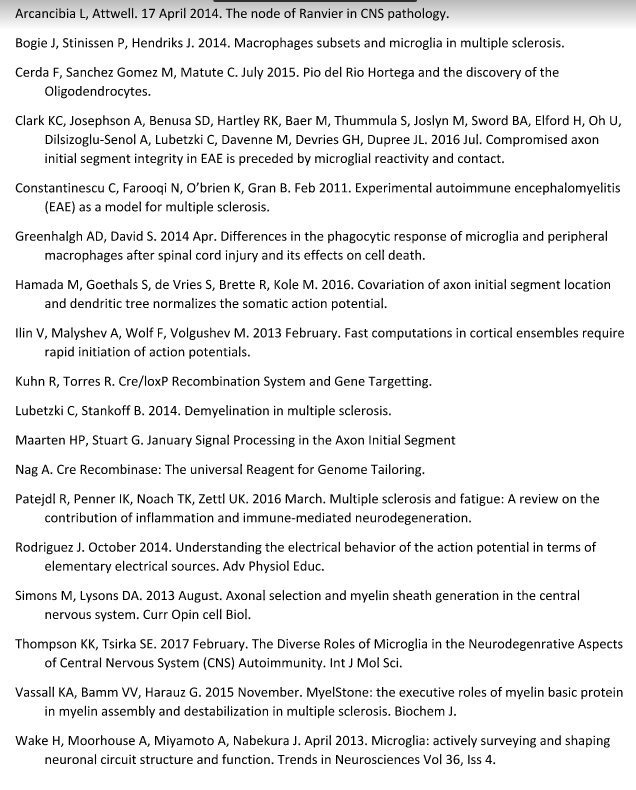 Arcancibia L, Attwell. 17 April 2014. The node of Ranvier in CNS pathology.
Bogie J, Stinissen P, Hendriks J. 2014. Macrophages subsets and microglia in multiple sclerosis.
Cerda F, Sanchez Gomez M, Matute C. July 2015. Pio del Rio Hortega and the discovery of the
Oligodendrocytes.
Clark KC, Josephson A, Benusa SD, Hartley RK, Baer M, Thummula S, Joslyn M, Sword BA, Elford H, Oh U,
Dilsizoglu-Senol A, Lubetzki C, Davenne M, Devries GH, Dupree JL. 2016 Jul. Compromised axon
initial segment integrity in EAE is preceded by microglial reactivity and contact.
Constantinescu C, Farooqi N, O'brien K, Gran B. Feb 2011. Experimental autoimmune encephalomyelitis
(EAE) as a model for multiple sclerosis.
Greenhalgh AD, David S. 2014 Apr. Differences in the phagocytic response of microglia and peripheral
macrophages after spinal cord injury and its effects on cell death.
Hamada M, Goethals S, de Vries S, Brette R, Kole M. 2016. Covariation of axon initial segment location
and dendritic tree normalizes the somatic action potential.
Ilin V, Malyshev A, Wolf F, Volgushev M. 2013 February. Fast computations in cortical ensembles require
rapid initiation of action potentials.
Kuhn R, Torres R. Cre/loxP Recombination System and Gene Targetting.
Lubetzki C, Stankoff B. 2014. Demyelination in multiple sclerosis.
Maarten HP, Stuart G. January Signal Processing in the Axon Initial Segment
Nag A. Cre Recombinase: The universal Reagent for Genome Tailoring.
Patejdl R, Penner IK, Noach TK, Zettl UK. 2016 March. Multiple sclerosis and fatigue: A review on the
contribution of inflammation and immune-mediated neurodegeneration.
Rodriguez J. October 2014. Understanding the electrical behavior of the action potential in terms of
elementary electrical sources. Adv Physiol Educ.
Simons M, Lysons DA. 2013 August. Axonal selection and myelin sheath generation in the central
nervous system. Curr Opin cell Biol.
Thompson KK, Tsirka SE. 2017 February. The Diverse Roles of Microglia in the Neurodegenrative Aspects
of Central Nervous System (CNS) Autoimmunity. Int J Mol Sci.
Vassall KA, Bamm VV, Harauz G. 2015 November. MyelStone: the executive roles of myelin basic protein
in myelin assembly and destabilization in multiple sclerosis. Biochem J.
Wake H, Moorhouse A, Miyamoto A, Nabekura J. April 2013. Microglia: actively surveying and shaping
neuronal circuit structure and function. Trends in Neurosciences Vol 36, Iss 4.